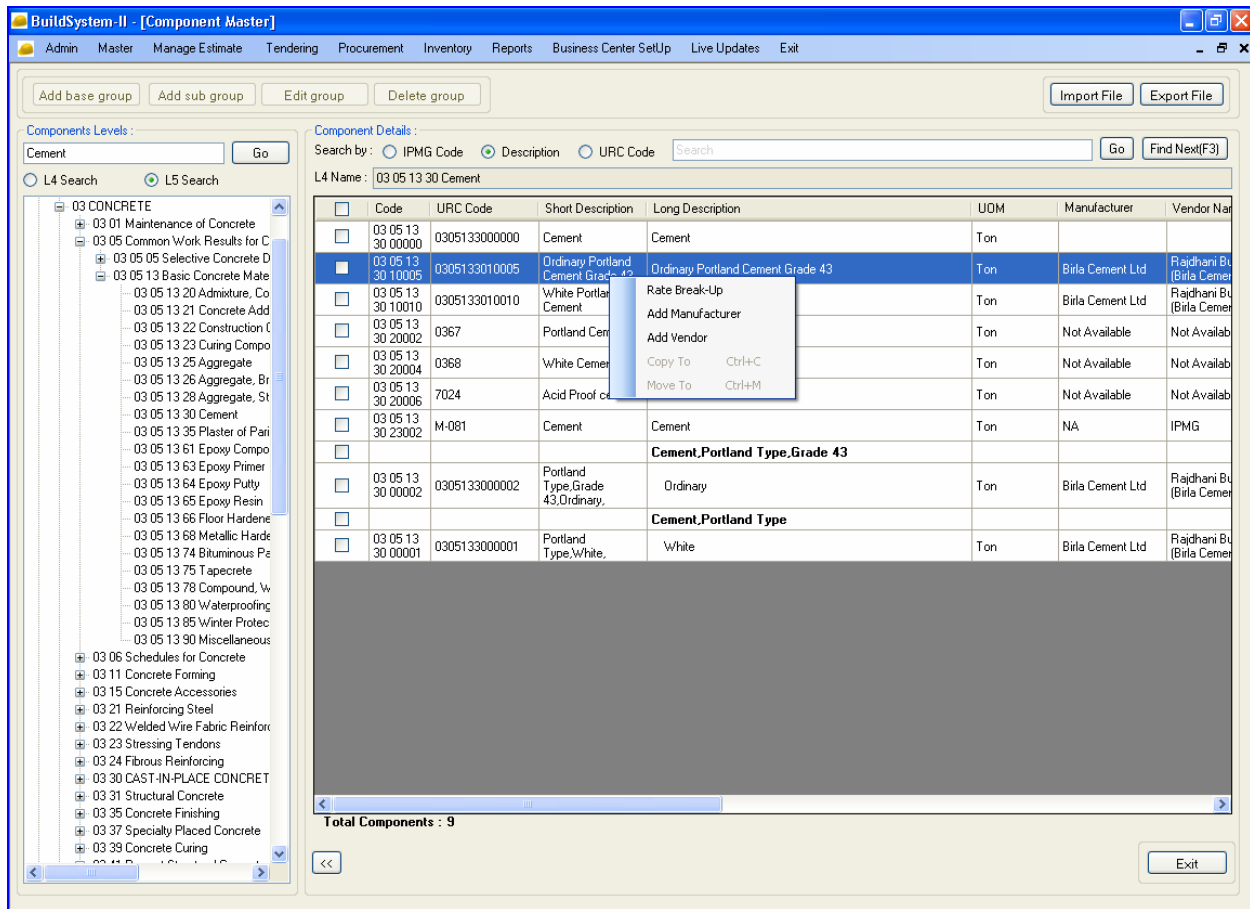 BuildSystem-II - [Component Master]
Admin Master Manage Estimate Tendering Procurement Inventory Reports Business Center SetUp Live Updates Exit
Add base group Add sub group Edit group Delete group Import File Export File
Components Levels :
Cement Go
L4 Search L5 Search
03 CONCRETE
03 01 Maintenance of Concrete
03 05 Common Work Results for C
03 05 05 Selective Concrete D
03 05 13 Basic Concrete Mate
03 05 13 20 Admixture, Co
03 05 13 21 Concrete Add
03 05 13 22 Construction C
03 05 13 23 Curing Compo
03 05 13 25 Aggregate
03 05 13 26 Aggregate, Br
03 05 13 28 Aggregate, St
03 05 13 30 Cement
03 05 13 35 Plaster of Pari
03 05 13 61 Epoxy Compo
03 05 13 63 Epoxy Primer
03 05 13 64 Epoxy Putty
03 05 13 65 Epoxy Resin
03 05 13 66 Floor Hardene
03 05 13 68 Metallic Harde
03 05 13 74 Bituminous Pa
03 05 13 75 Tapecrete
03 05 13 78 Compound, W
03 05 13 80 Waterproofing
03 05 13 85 Winter Protec
03 05 13 90 Miscellaneous
03 06 Schedules for Concrete
03 11 Concrete Forming
03 15 Concrete Accessories
03 21 Reinforcing Steel
03 22 Welded Wire Fabric Reinforc
03 23 Stressing Tendons
03 24 Fibrous Reinforcing
03 30 CAST-IN-PLACE CONCRET
03 31 Structural Concrete
03 35 Concrete Finishing
03 37 Specialty Placed Concrete
03 39 Concrete Curing
Component Details :
Search by : IPMG Code Description URC Code Search Go Find Next(F3)
L4 Name : 03 05 13 30 Cement
Code URC Code Short Description Long Description UOM Manufacturer Vendor Nar
03 05 13
30 00000 0305133000000 Cement Cement Ton
03 05 13 Ordinary Portland Rajdhani Bu
30 10005 0305133010005 Cement Grade 43 Ordinary Portland Cement Grade 43 Ton Birla Cement Ltd (Birla Cemer
03 05 13 White Portlar Rajdhani Bu
30 10010 0305133010010 Cement Ton Birla Cement Ltd (Birla Cemer
03 05 13
30 20002 0367 Portland Cem Ton Not Available Not Availab
03 05 13
30 20004 0368 White Cemer Ton Not Available Not Availab
03 05 13
30 20006 7024 Acid Proof ce Ton Not Available Not Availab
03 05 13
30 23002 M-081 Cement Cement Ton NA IPMG
Cement,Portland Type,Grade 43
03 05 13 Portland Rajdhani Bu
30 00002 0305133000002 Type,Grade Ordinary Ton Birla Cement Ltd (Birla Cemer
43,Ordinary,
Cement,Portland Type
03 05 13 Portland Rajdhani Bu
30 00001 0305133000001 Type,White, White Ton Birla Cement Ltd (Birla Cemer
Rate Break-Up
Add Manufacturer
Add Vendor
Copy To Ctrl+C
Move To Ctrl+M
Total Components : 9
<< Exit